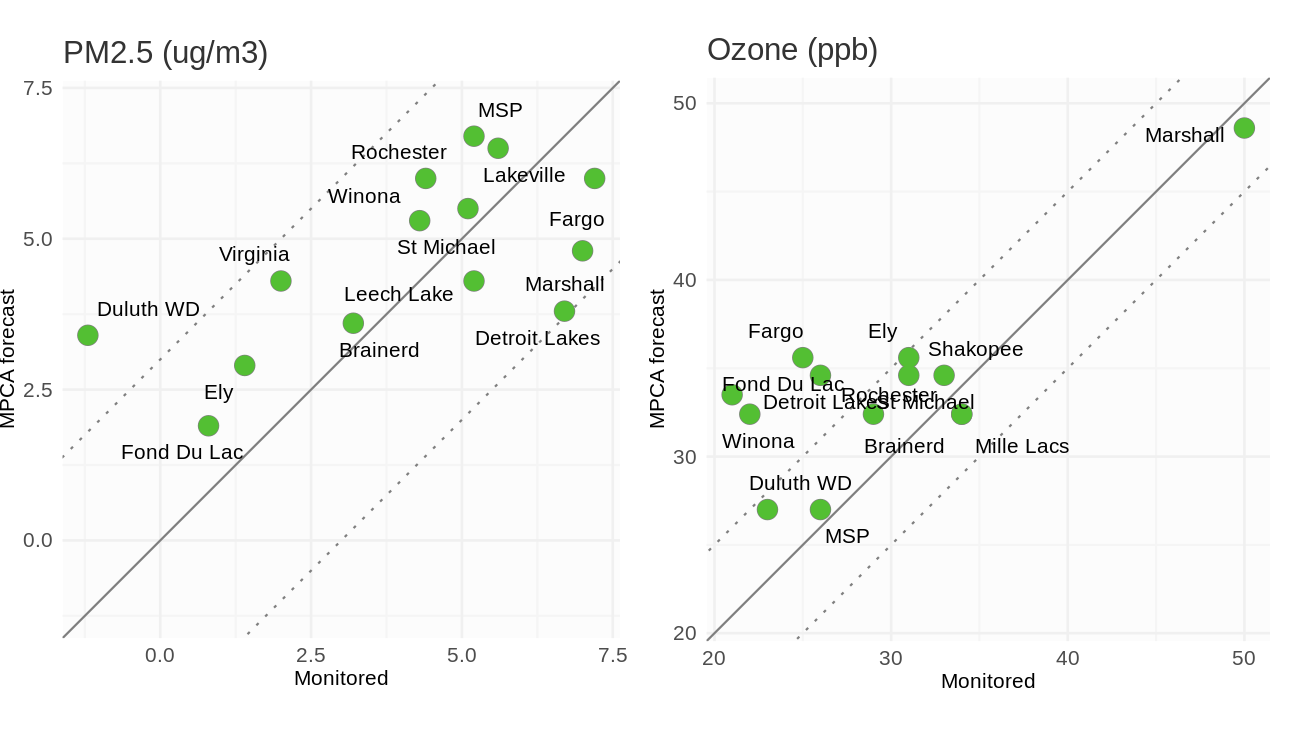 PM2.5 (ug/m3)
7.5
5.0
2.5
0.0
MPCA forecast
MSP
Rochester
Lakeville
Winona
Fargo
St Michael
Virginia
Marshall
Leech Lake
Duluth WD
Detroit Lakes
Brainerd
Ely
Fond Du Lac
0.0 2.5 5.0 7.5
Monitored
Ozone (ppb)
50
40
30
20
MPCA forecast
Marshall
Fargo
Ely
Shakopee
Fond Du Lac
Rochester
Detroit Lakes
St Michael
Winona
Brainerd
Mille Lacs
Duluth WD
MSP
20 30 40 50
Monitored